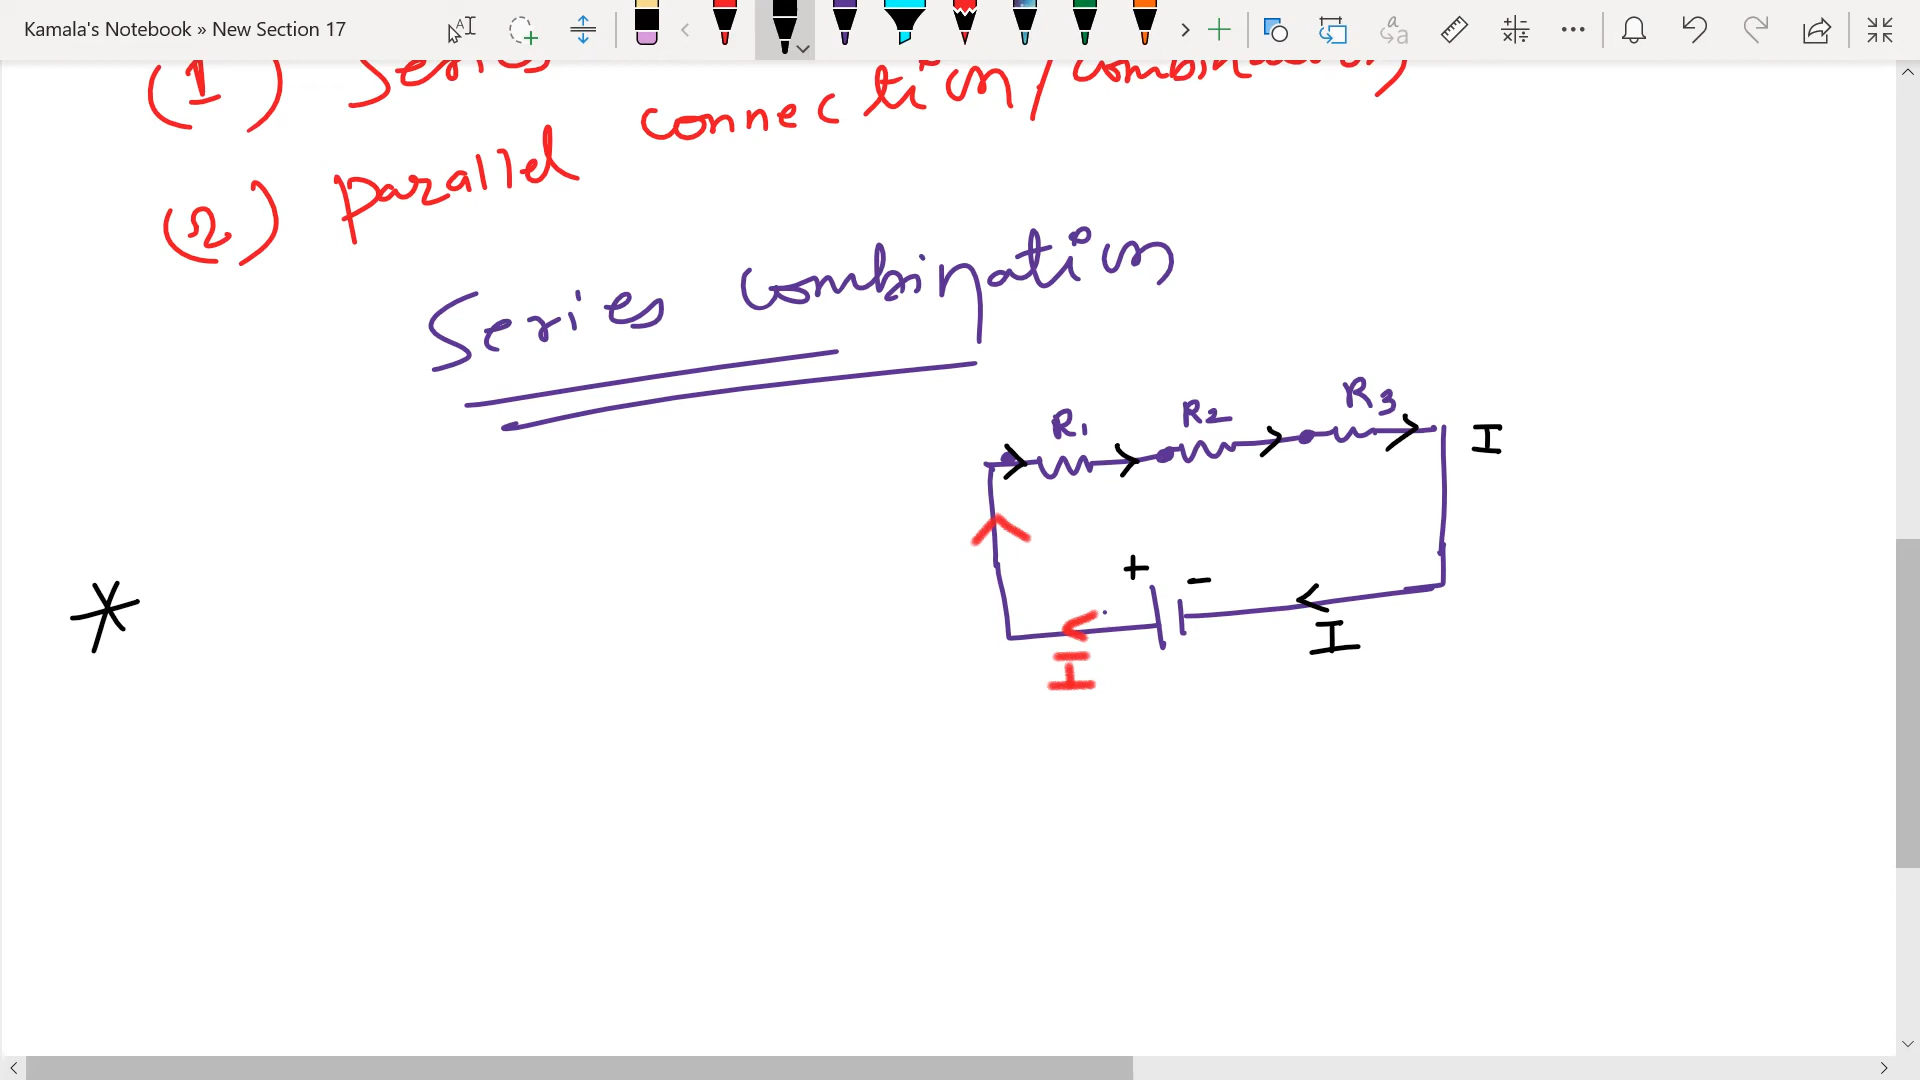 Kamala's Notebook » New Section 17
(1) Series
connection/combination
(2) parallel
Series combination
R1 R2 R3
I
+ -
I
I